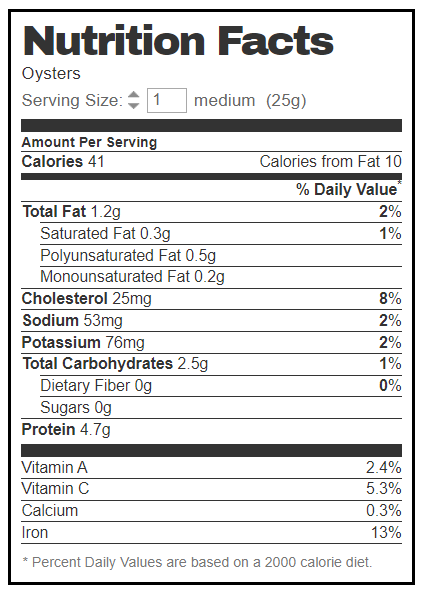 Nutrition Facts
Oysters
Serving Size: 1 medium (25g)
Amount Per Serving
Calories 41 Calories from Fat 10
% Daily Value*
Total Fat 1.2g 2%
Saturated Fat 0.3g 1%
Polyunsaturated Fat 0.5g
Monounsaturated Fat 0.2g
Cholesterol 25mg 8%
Sodium 53mg 2%
Potassium 76mg 2%
Total Carbohydrates 2.5g 1%
Dietary Fiber 0g 0%
Sugars 0g
Protein 4.7g
Vitamin A 2.4%
Vitamin C 5.3%
Calcium 0.3%
Iron 13%
* Percent Daily Values are based on a 2000 calorie diet.